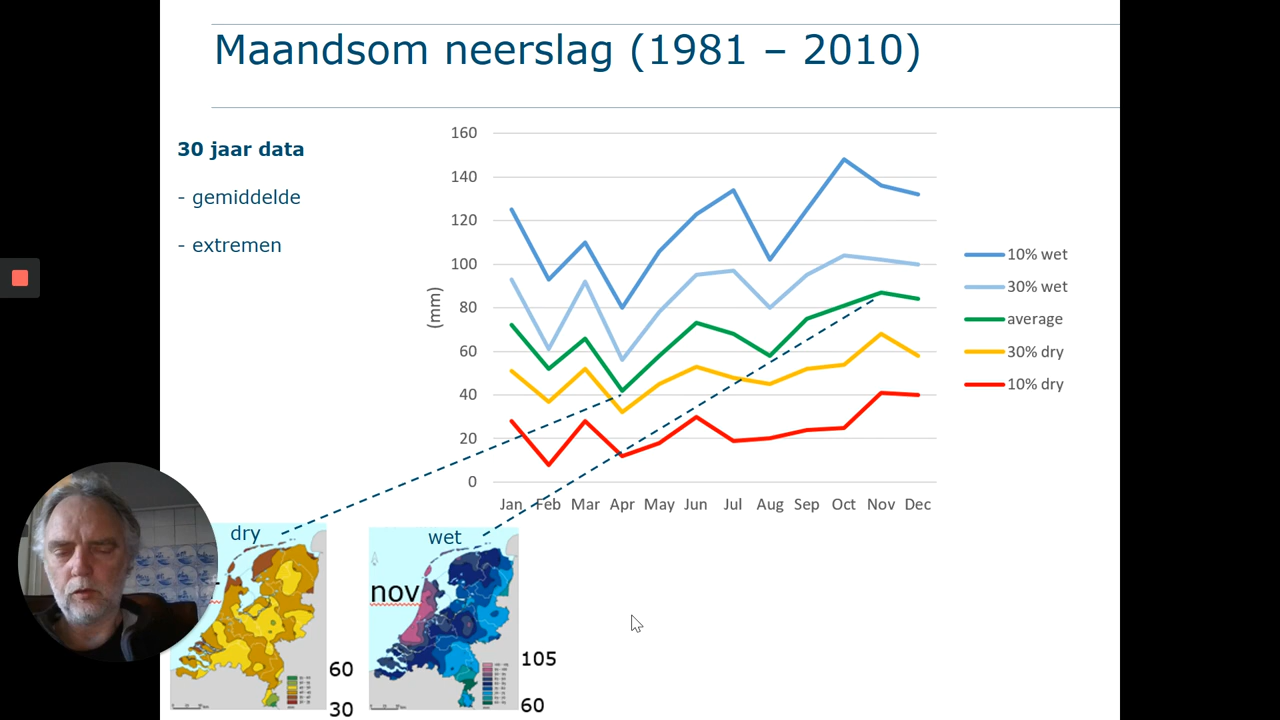 Maandsom neerslag (1981 – 2010)
30 jaar data
- gemiddelde
- extremen
160
140
120
100
80
60
40
20
0
(mm)
Jan Feb Mar Apr May Jun Jul Aug Sep Oct Nov Dec
10% wet
30% wet
average
30% dry
10% dry
dry
60
30
wet
nov
105
60